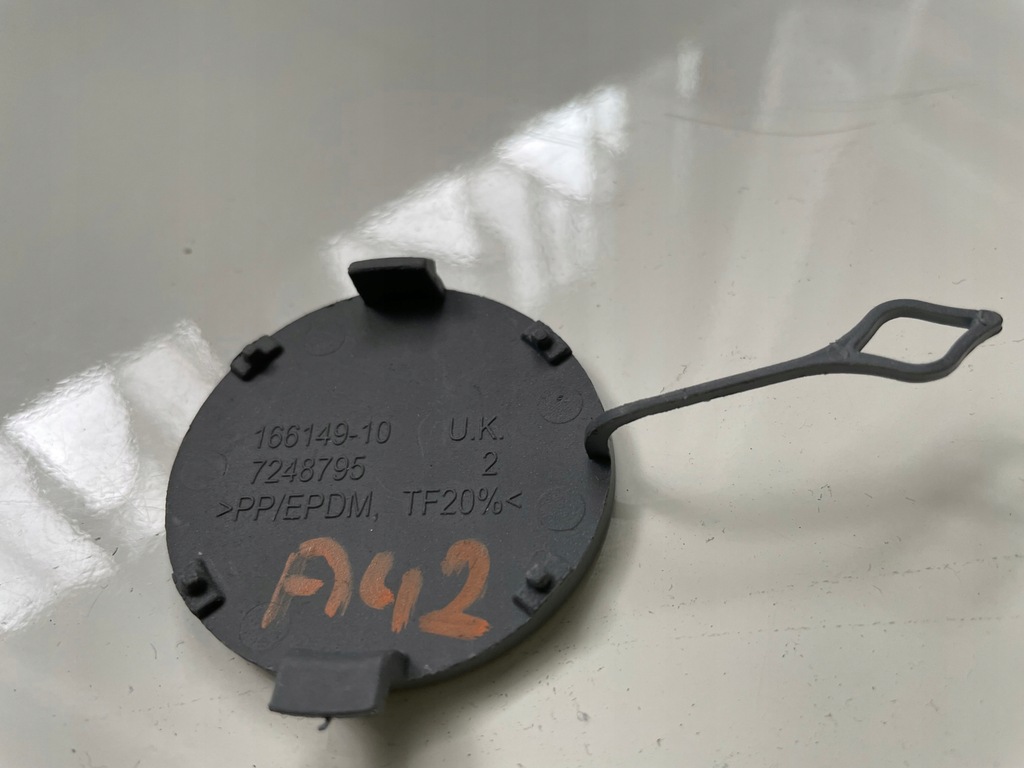 166149-10 U.K.
7248795 2
>PP/EPDM, TF20%<
A42